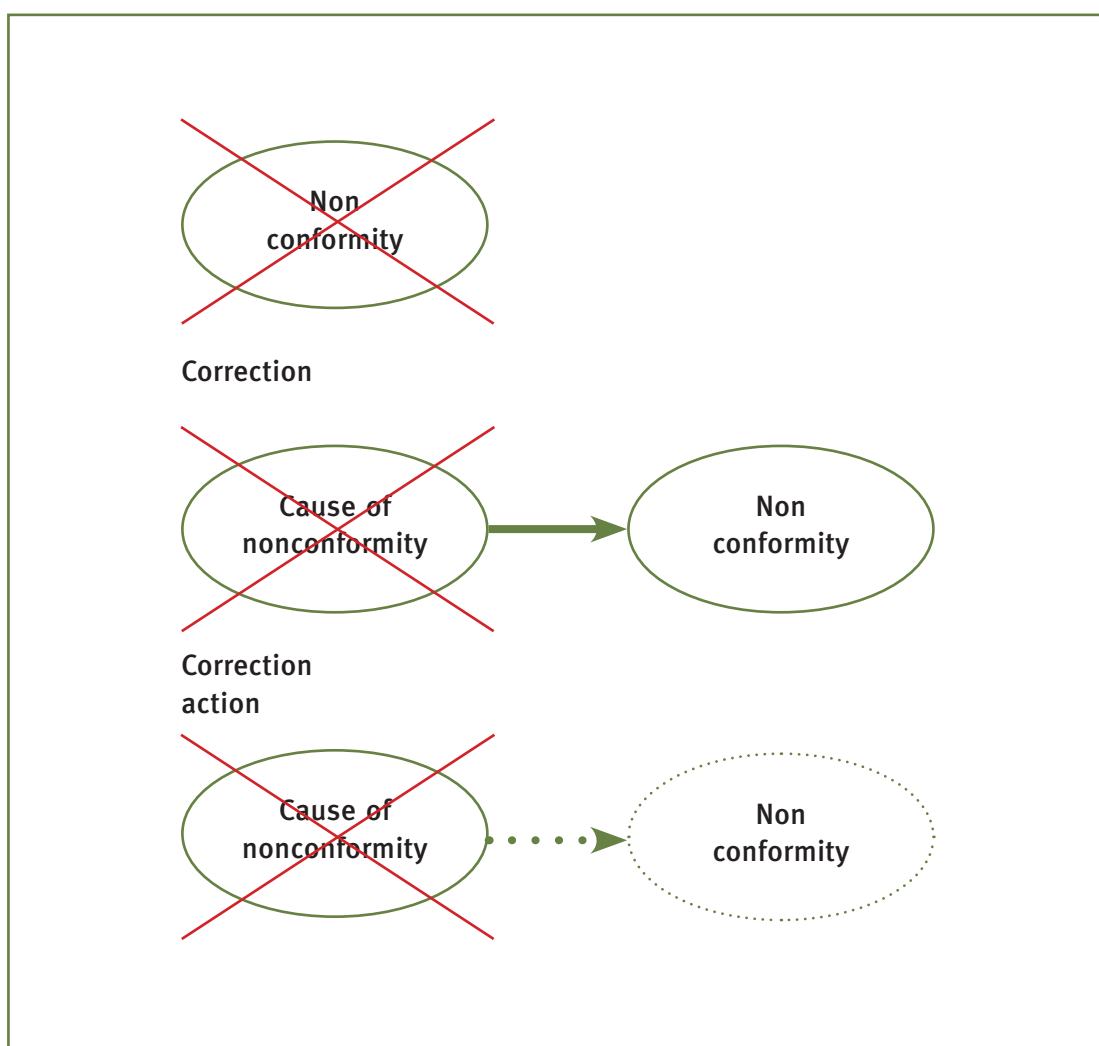 Non
conformity
Correction
Cause of
nonconformity
Non
conformity
Correction
action
Cause of
nonconformity
Non
conformity